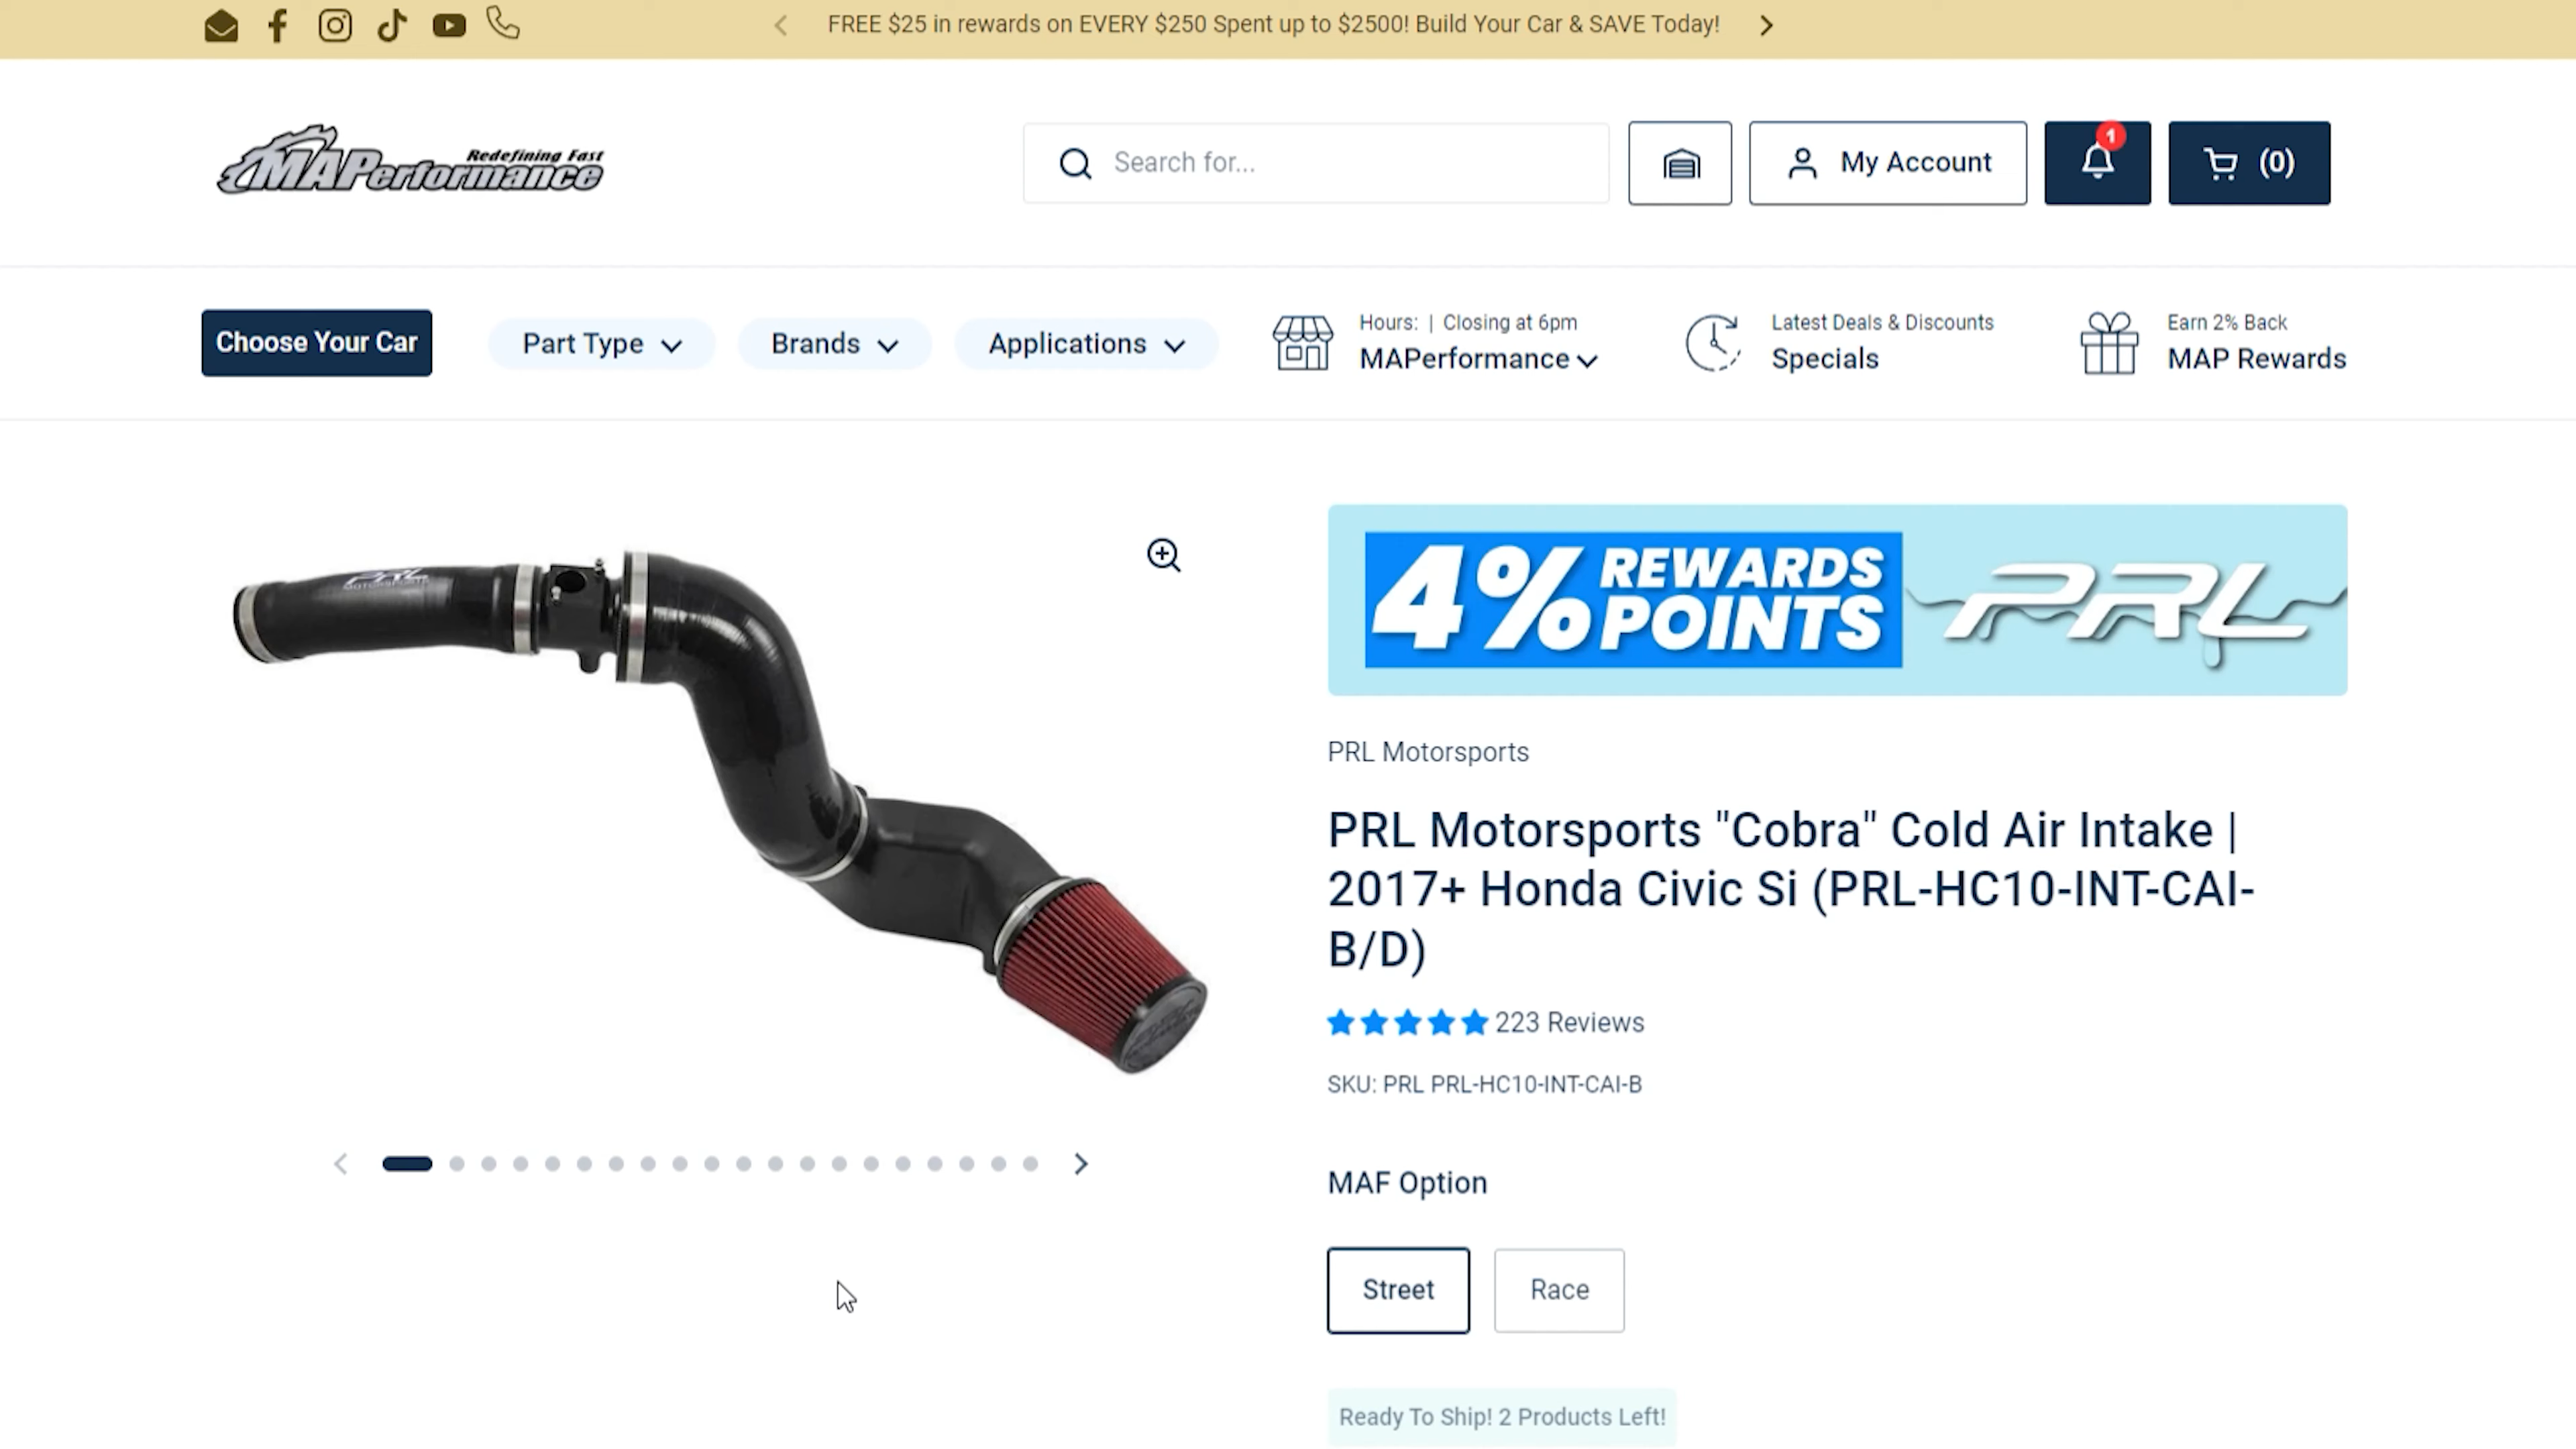 FREE $25 in rewards on EVERY $250 Spent up to $2500! Build Your Car & SAVE Today!
MAPerformance
Redefining Fast
Search for...
My Account
1
(0)
Choose Your Car
Part Type
Brands
Applications
Hours: | Closing at 6pm
MAPerformance
Latest Deals & Discounts
Specials
Earn 2% Back
MAP Rewards
PRL
MOTORSPORTS
4% REWARDS
POINTS
PRL
PRL Motorsports
PRL Motorsports "Cobra" Cold Air Intake |
2017+ Honda Civic Si (PRL-HC10-INT-CAI-
B/D)
223 Reviews
SKU: PRL PRL-HC10-INT-CAI-B
MAF Option
Street
Race
Ready To Ship! 2 Products Left!